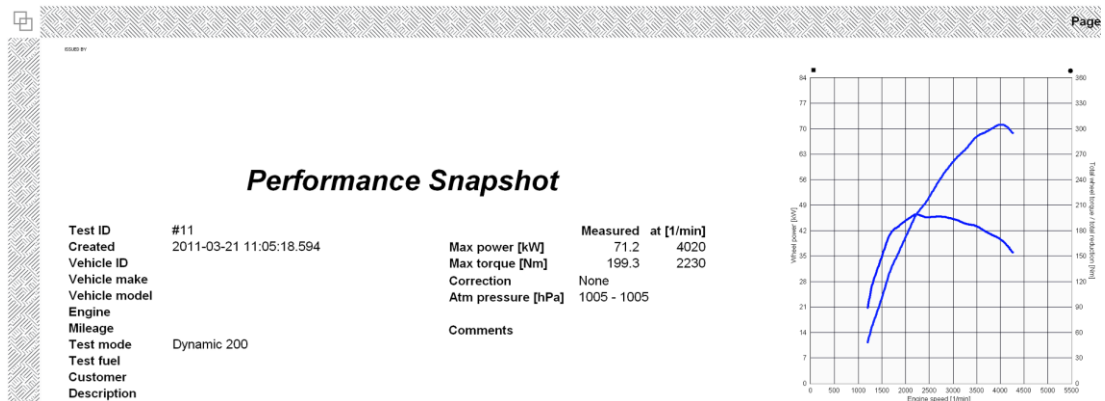 Page
ISSUED BY
Performance Snapshot
Test ID #11
Created 2011-03-21 11:05:18.594
Vehicle ID
Vehicle make
Vehicle model
Engine
Mileage
Test mode Dynamic 200
Test fuel
Customer
Description
Measured at [1/min]
Max power [kW] 71.2 4020
Max torque [Nm] 199.3 2230
Correction None
Atm pressure [hPa] 1005 - 1005
Comments
84
77
70
63
56
49
42
35
28
21
14
7
0
Wheel power [kW]
360
330
300
270
240
210
180
150
120
90
60
30
0
Total wheel torque / total reduction [Nm]
0 500 1000 1500 2000 2500 3000 3500 4000 4500 5000 5500
Engine speed [1/min]